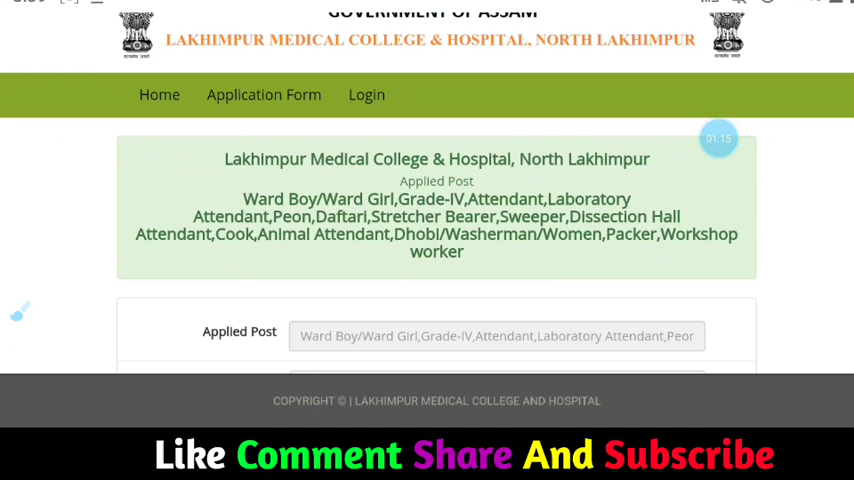 GOVERNMENT OF ASSAM
LAKHIMPUR MEDICAL COLLEGE & HOSPITAL, NORTH LAKHIMPUR
Home Application Form Login
01:15
Lakhimpur Medical College & Hospital, North Lakhimpur
Applied Post
Ward Boy/Ward Girl,Grade-IV,Attendant,Laboratory
Attendant,Peon,Daftari,Stretcher Bearer,Sweeper,Dissection Hall
Attendant,Cook,Animal Attendant,Dhobi/Washerman/Women,Packer,Workshop
worker
Applied Post Ward Boy/Ward Girl,Grade-IV,Attendant,Laboratory Attendant,Peor
COPYRIGHT © | LAKHIMPUR MEDICAL COLLEGE AND HOSPITAL
Like Comment Share And Subscribe